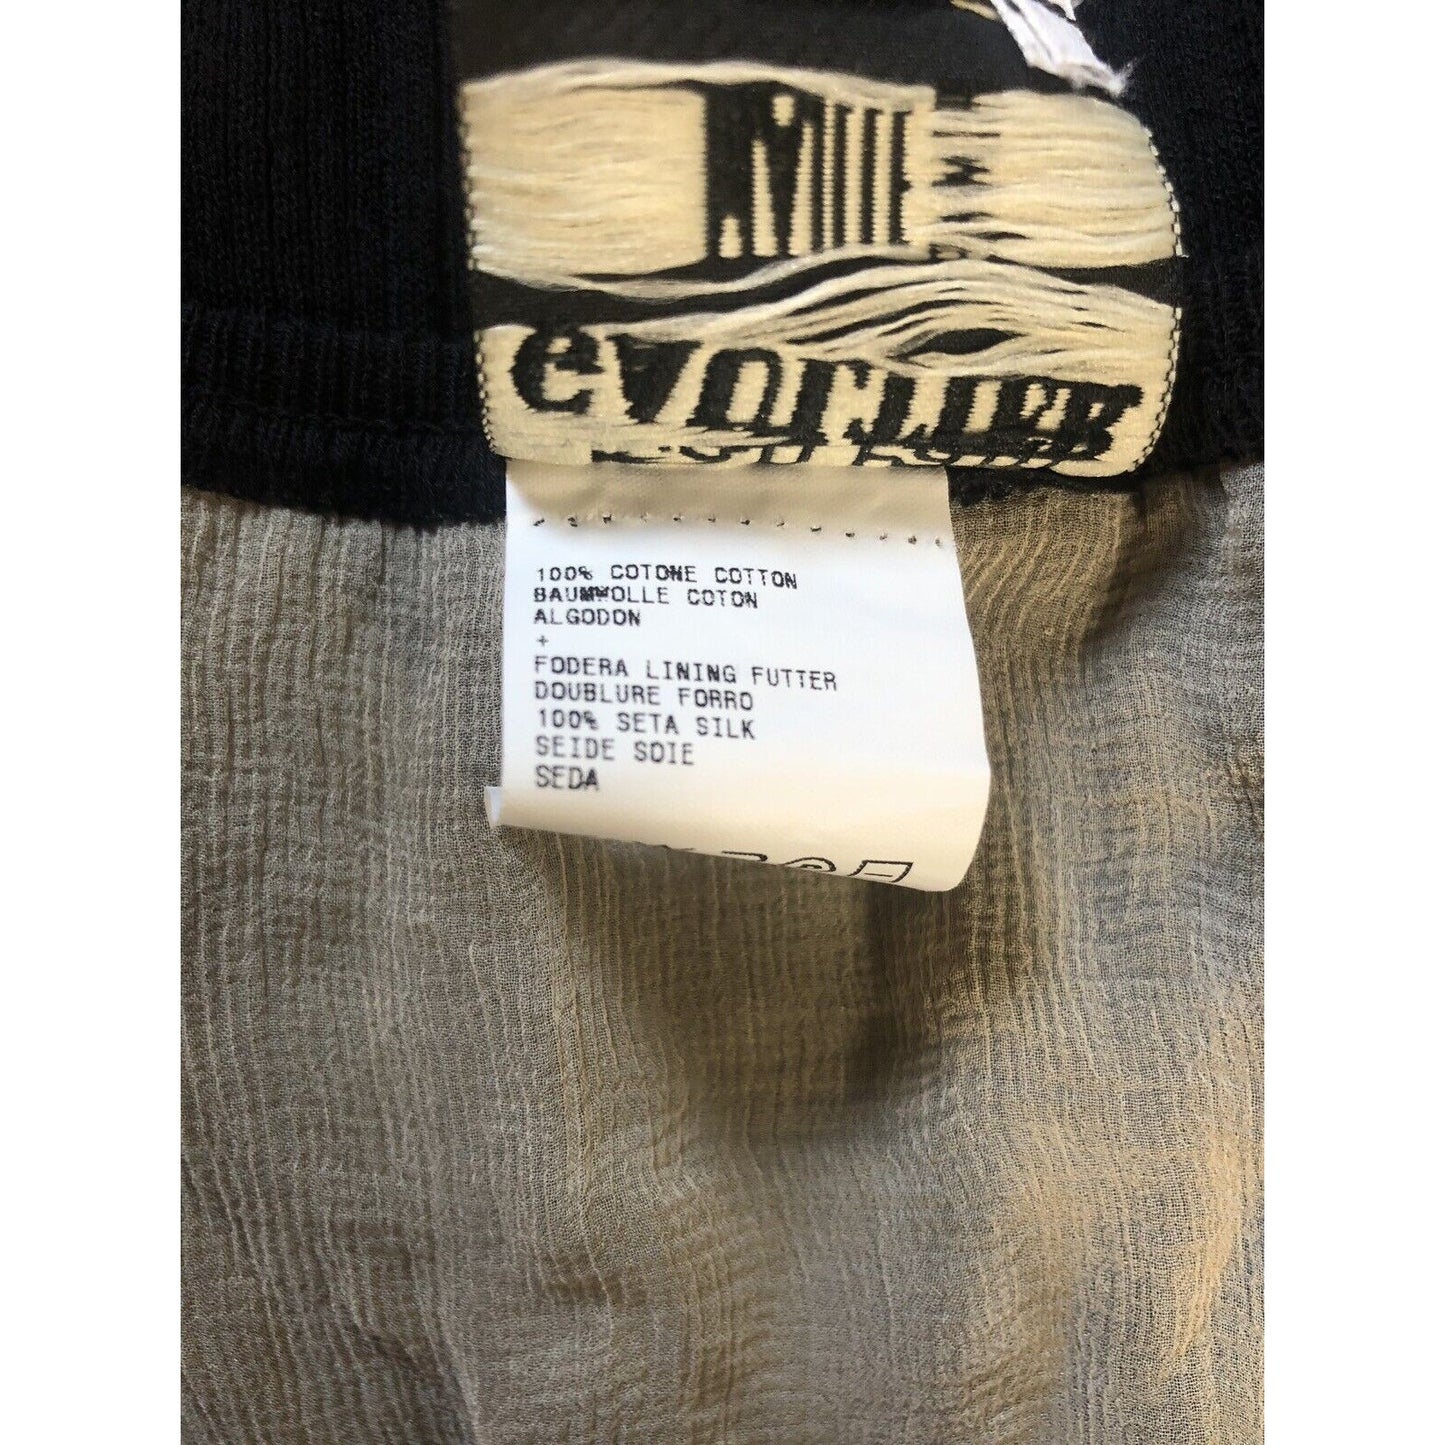 100% COTONE COTTON
BAUMWOLLE COTON
ALGODON
+
FODERA LINING FUTTER
DOUBLURE FORRO
100% SETA SILK
SEIDE SOIE
SEDA